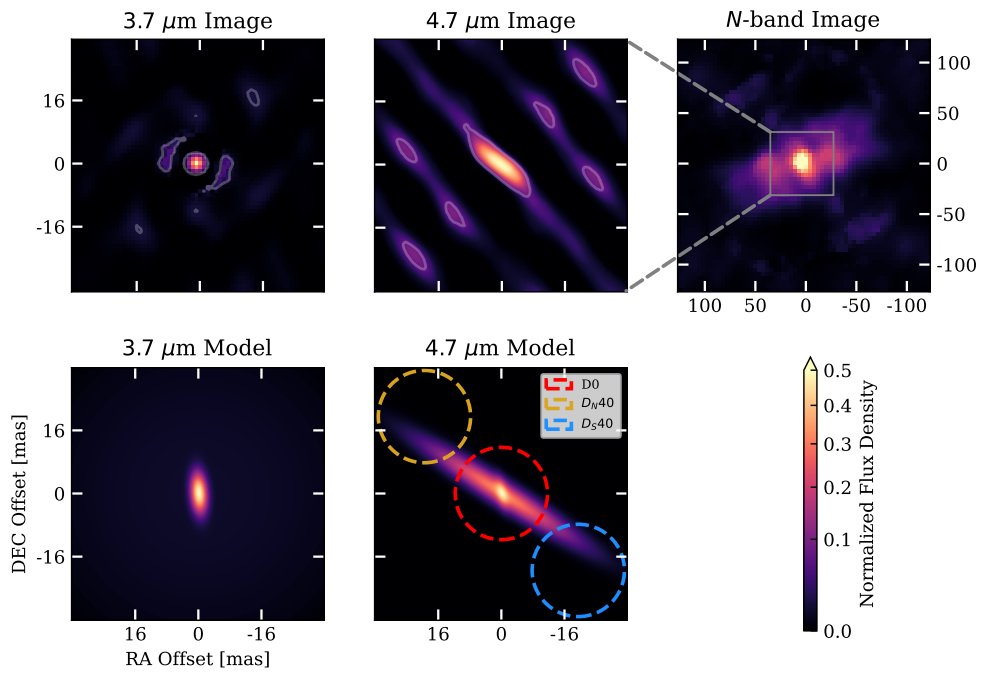 3.7 μm Image
4.7 μm Image
N-band Image
16
0
-16
100
50
0
-50
-100
100 50 0 -50 -100
3.7 μm Model
4.7 μm Model
DEC Offset [mas]
16
0
-16
16 0 -16
RA Offset [mas]
D0
D_N40
D_S40
16 0 -16
0.5
0.4
0.3
0.2
0.1
0.0
Normalized Flux Density